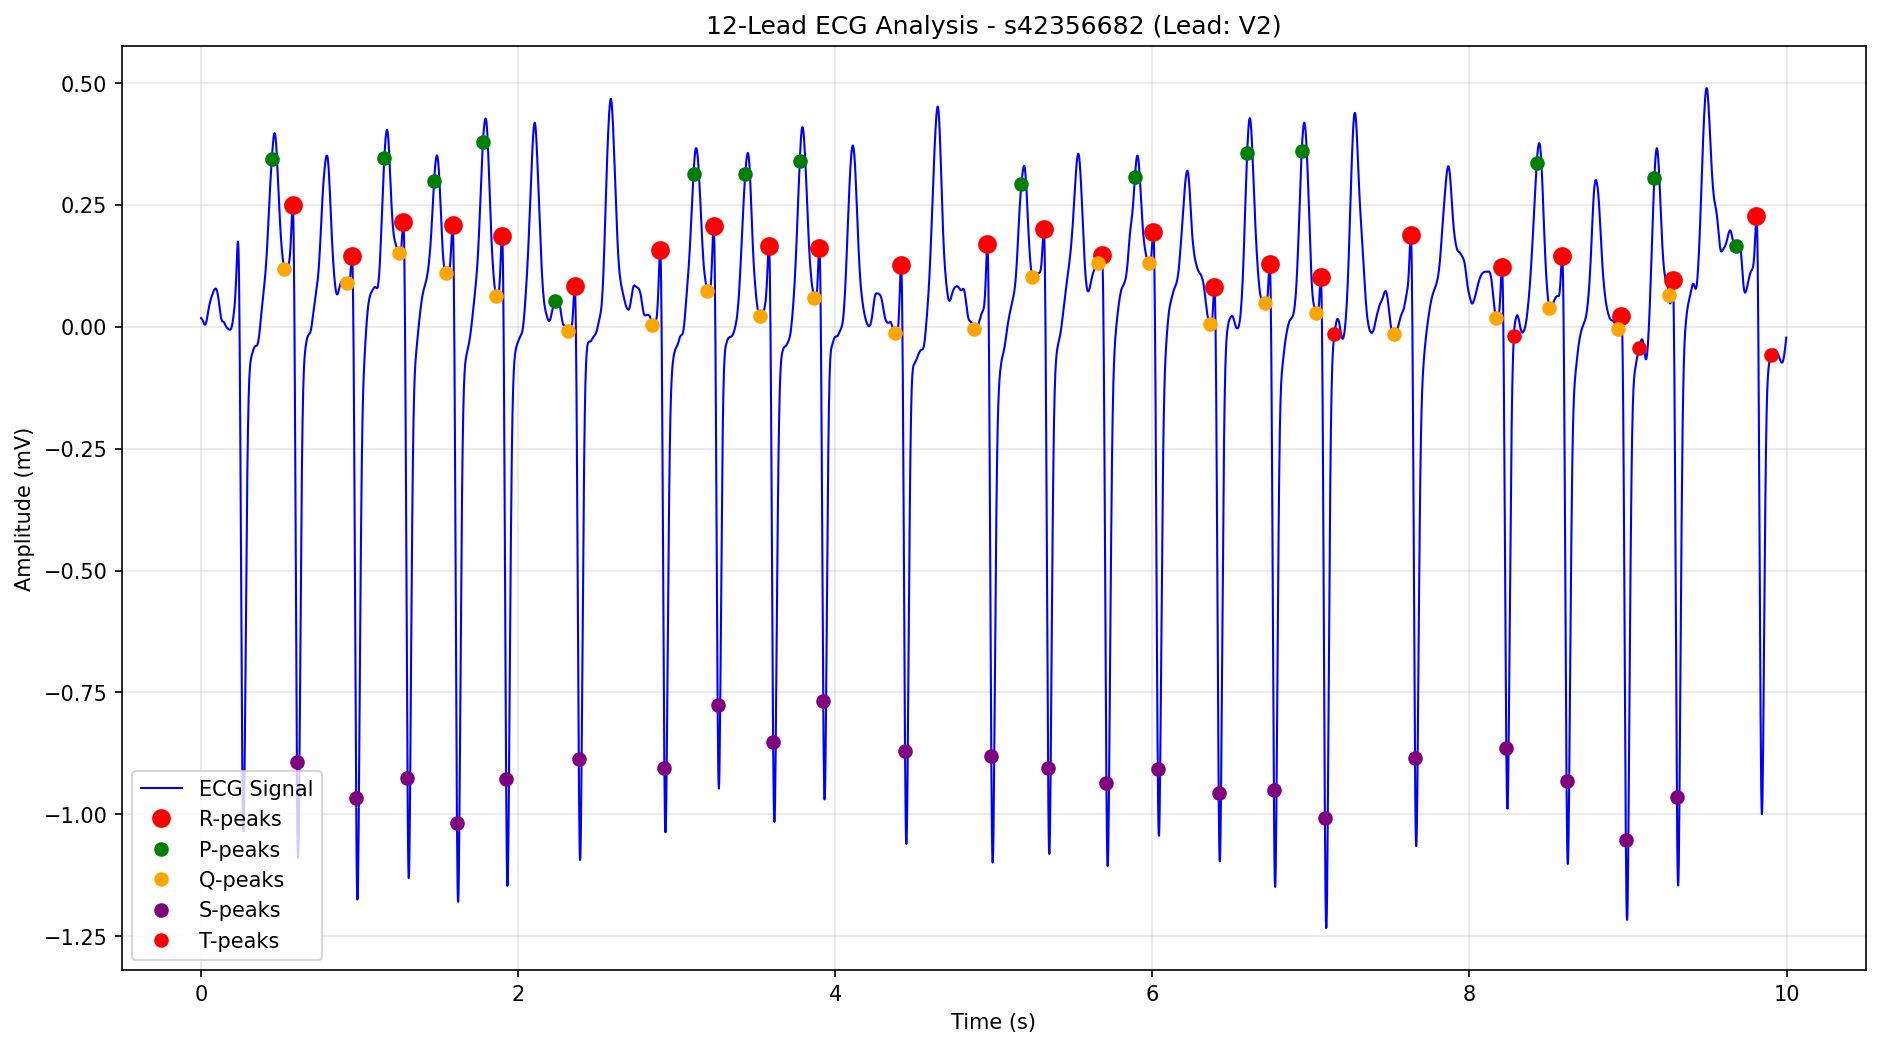 12-Lead ECG Analysis - s42356682 (Lead: V2)
0.50
0.25
0.00
−0.25
−0.50
−0.75
−1.00
−1.25
Amplitude (mV)
ECG Signal
R-peaks
P-peaks
Q-peaks
S-peaks
T-peaks
0 2 4 6 8 10
Time (s)